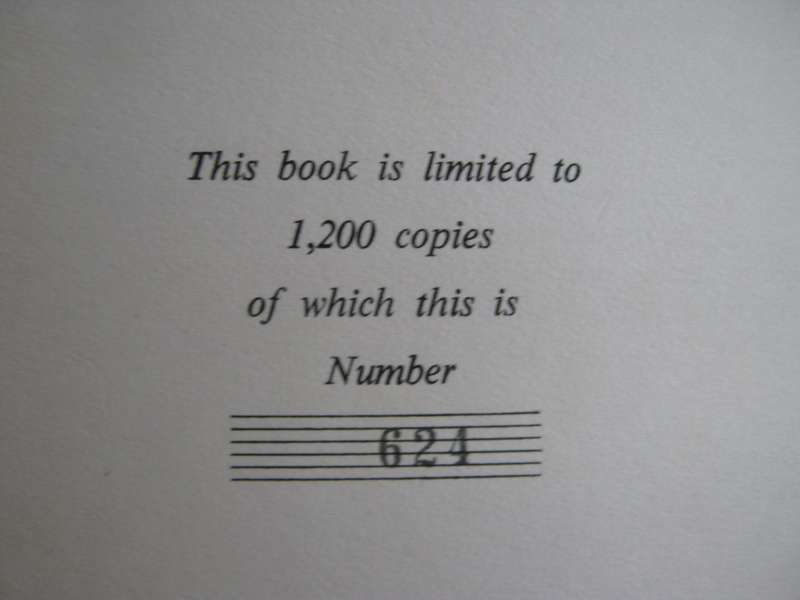 This book is limited to
1,200 copies
of which this is
Number
624